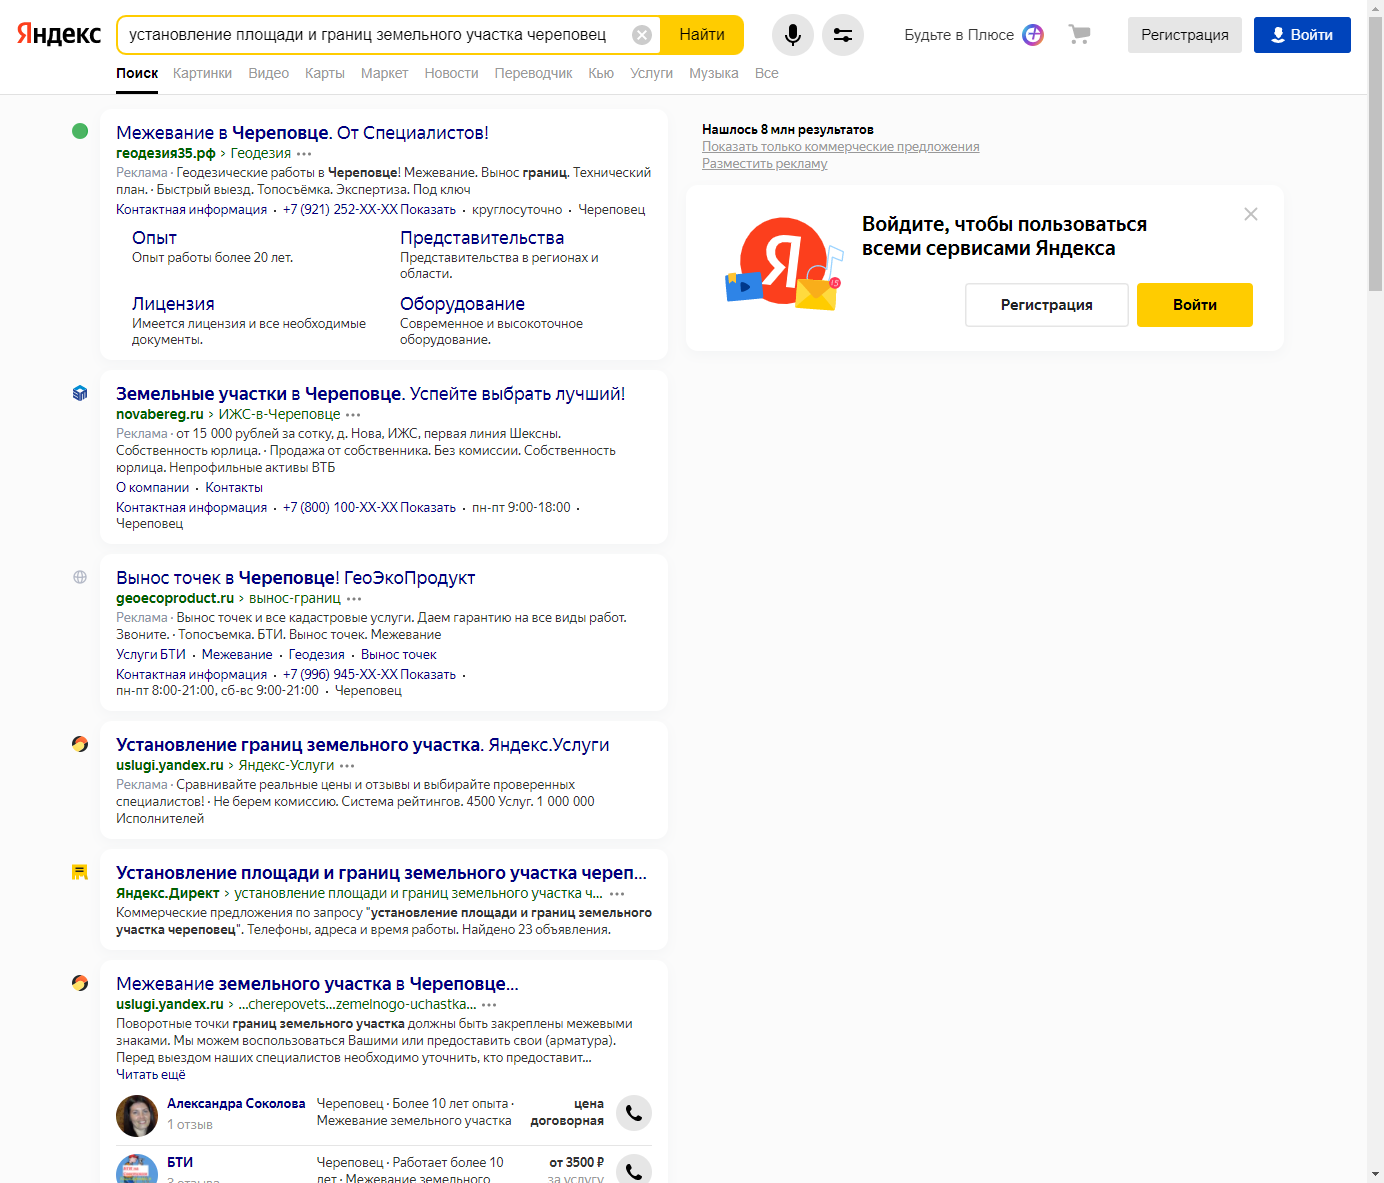 Яндекс
установление площади и границ земельного участка череповец
Найти
Будьте в Плюсе
Регистрация
Войти
Поиск Картинки Видео Карты Маркет Новости Переводчик Кью Услуги Музыка Все
Межевание в Череповце. От Специалистов!
геодезия35.рф › Геодезия
Реклама · Геодезические работы в Череповце! Межевание. Вынос границ. Технический
план. · Быстрый выезд. Топосъёмка. Экспертиза. Под ключ
Контактная информация · +7 (921) 252-XX-XX Показать · круглосуточно · Череповец
Опыт
Опыт работы более 20 лет.
Представительства
Представительства в регионах и
области.
Лицензия
Имеется лицензия и все необходимые
документы.
Оборудование
Современное и высокоточное
оборудование.
Земельные участки в Череповце. Успейте выбрать лучший!
novabereg.ru › ИЖС-в-Череповце
Реклама · от 15 000 рублей за сотку, д. Нова, ИЖС, первая линия Шексны.
Собственность юрлица. · Продажа от собственника. Без комиссии. Собственность
юрлица. Непрофильные активы ВТБ
О компании · Контакты
Контактная информация · +7 (800) 100-XX-XX Показать · пн-пт 9:00-18:00 ·
Череповец
Вынос точек в Череповце! ГеоЭкоПродукт
geoecoproduct.ru › вынос-границ
Реклама · Вынос точек и все кадастровые услуги. Даем гарантию на все виды работ.
Звоните. · Топосъемка. БТИ. Вынос точек. Межевание
Услуги БТИ · Межевание · Геодезия · Вынос точек
Контактная информация · +7 (996) 945-XX-XX Показать ·
пн-пт 8:00-21:00, сб-вс 9:00-21:00 · Череповец
Установление границ земельного участка. Яндекс.Услуги
uslugi.yandex.ru › Яндекс-Услуги
Реклама · Сравнивайте реальные цены и отзывы и выбирайте проверенных
специалистов! · Не берем комиссию. Система рейтингов. 4500 Услуг. 1 000 000
Исполнителей
Установление площади и границ земельного участка череп...
Яндекс.Директ › установление площади и границ земельного участка ч...
Коммерческие предложения по запросу "установление площади и границ земельного
участка череповец". Телефоны, адреса и время работы. Найдено 23 объявления.
Межевание земельного участка в Череповце...
uslugi.yandex.ru › ...cherepovets...zemelnogo-uchastka...
Поворотные точки границ земельного участка должны быть закреплены межевыми
знаками. Мы можем воспользоваться Вашими или предоставить свои (арматура).
Перед выездом наших специалистов необходимо уточнить, кто предоставит...
Читать ещё
Александра Соколова
1 отзыв
Череповец · Более 10 лет опыта ·
Межевание земельного участка
цена
договорная
БТИ
3 отзыва
Череповец · Работает более 10
лет · Межевание земельного
от 3500 ₽
за услугу
Нашлось 8 млн результатов
Показать только коммерческие предложения
Разместить рекламу
Войдите, чтобы пользоваться
всеми сервисами Яндекса
Я
15
Регистрация
Войти